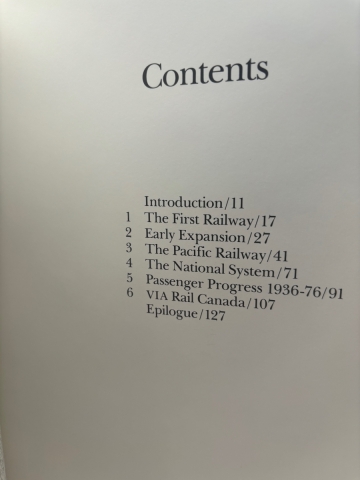 Contents
Introduction/11
1 The First Railway/17
2 Early Expansion/27
3 The Pacific Railway/41
4 The National System/71
5 Passenger Progress 1936-76/91
6 VIA Rail Canada/107
Epilogue/127